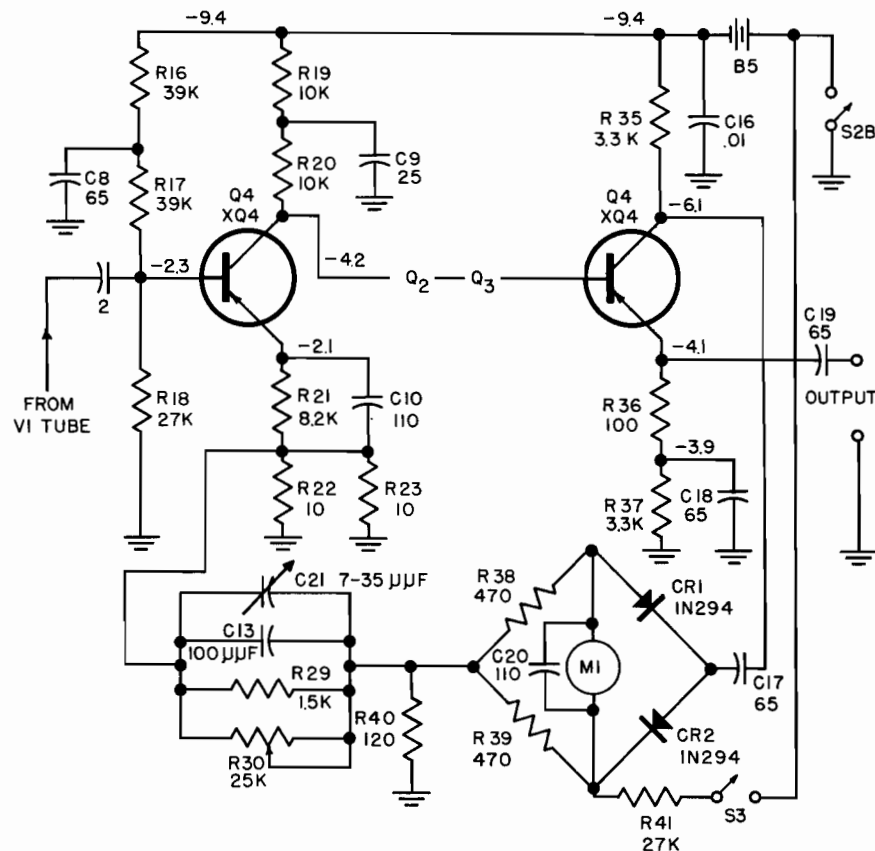 -9.4
-9.4
B5
R16
39K
R19
10K
R35
3.3K
C16
.01
S2B
C8
65
R17
39K
R20
10K
C9
25
Q4
XQ4
Q4
XQ4
-6.1
-2.3
-4.2
Q2
Q3
2
C19
65
-2.1
-4.1
FROM
V1 TUBE
R18
27K
R21
8.2K
C10
110
R36
100
OUTPUT
-3.9
R22
10
R23
10
R37
3.3K
C18
65
C21
7-35 µµF
R38
470
CR1
1N294
C13
100µµF
C20
110
M1
C17
65
R29
1.5K
R40
120
R39
470
CR2
1N294
R30
25K
S3
R41
27K